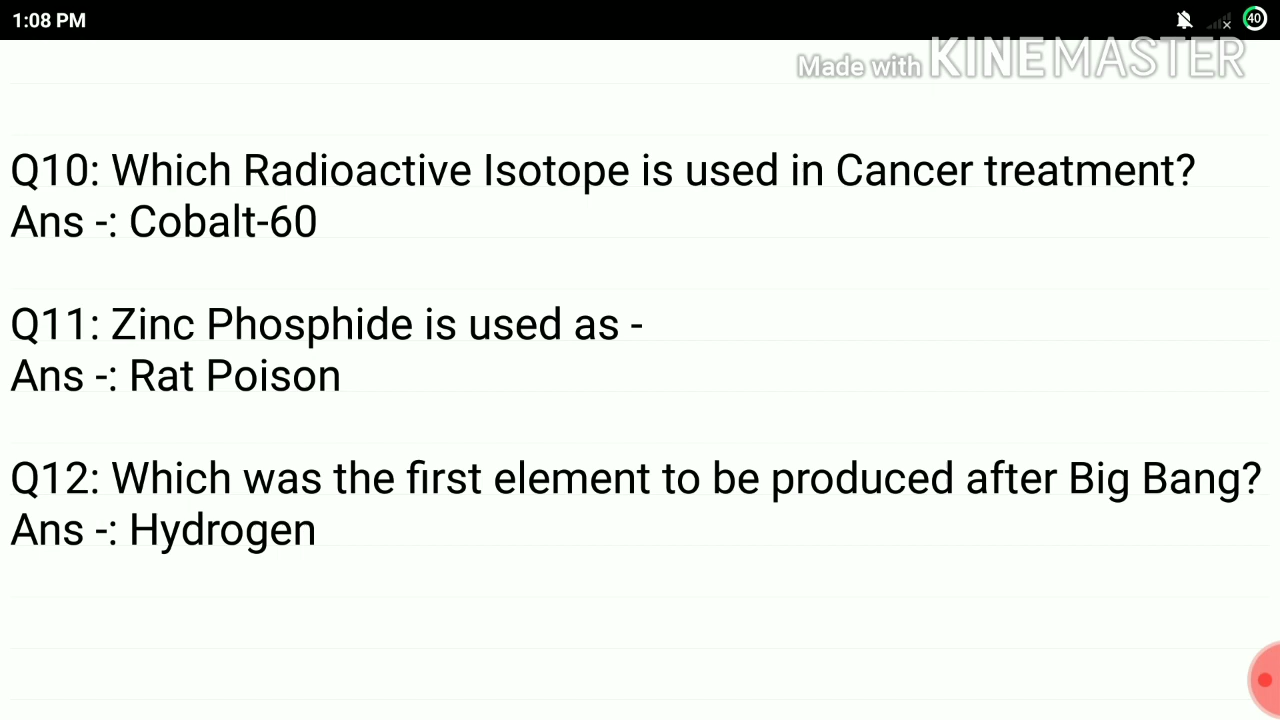 1:08 PM
40
Made with KINEMASTER
Q10: Which Radioactive Isotope is used in Cancer treatment?
Ans -: Cobalt-60
Q11: Zinc Phosphide is used as -
Ans -: Rat Poison
Q12: Which was the first element to be produced after Big Bang?
Ans -: Hydrogen